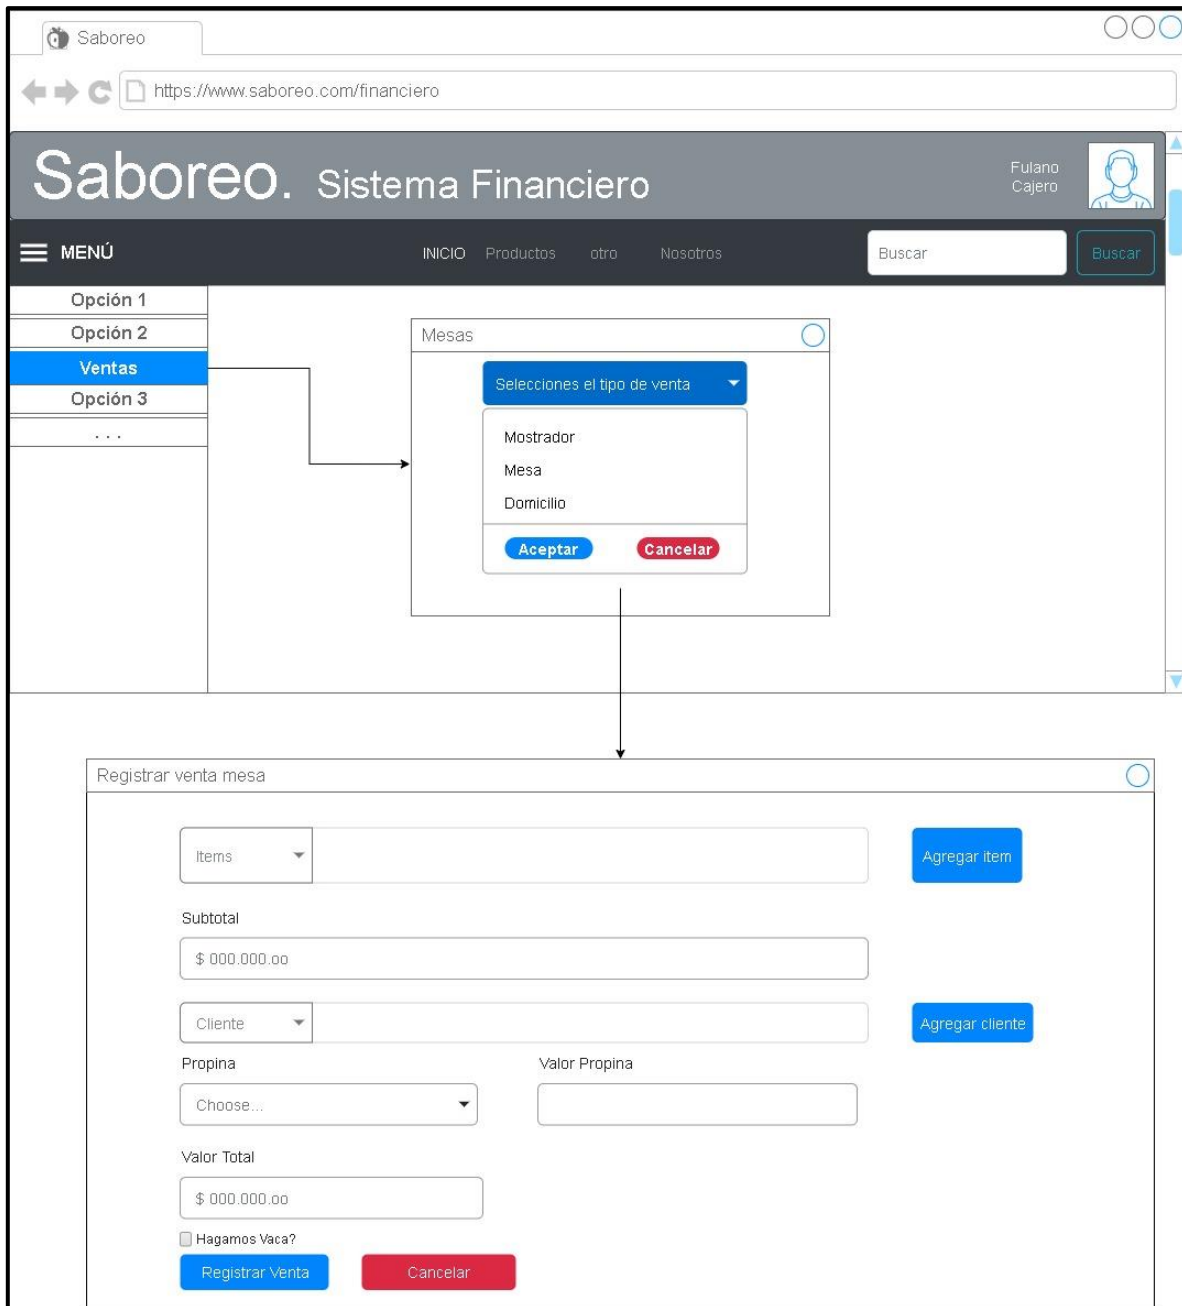 Saboreo
https://www.saboreo.com/financiero
Saboreo. Sistema Financiero
Fulano
Cajero
MENÚ
INICIO Productos otro Nosotros
Buscar
Buscar
Opción 1
Opción 2
Ventas
Opción 3
. . .
Mesas
Selecciones el tipo de venta
Mostrador
Mesa
Domicilio
Aceptar Cancelar
Registrar venta mesa
Items
Agregar item
Subtotal
$ 000.000.oo
Cliente
Agregar cliente
Propina Valor Propina
Choose...
Valor Total
$ 000.000.oo
Hagamos Vaca?
Registrar Venta Cancelar